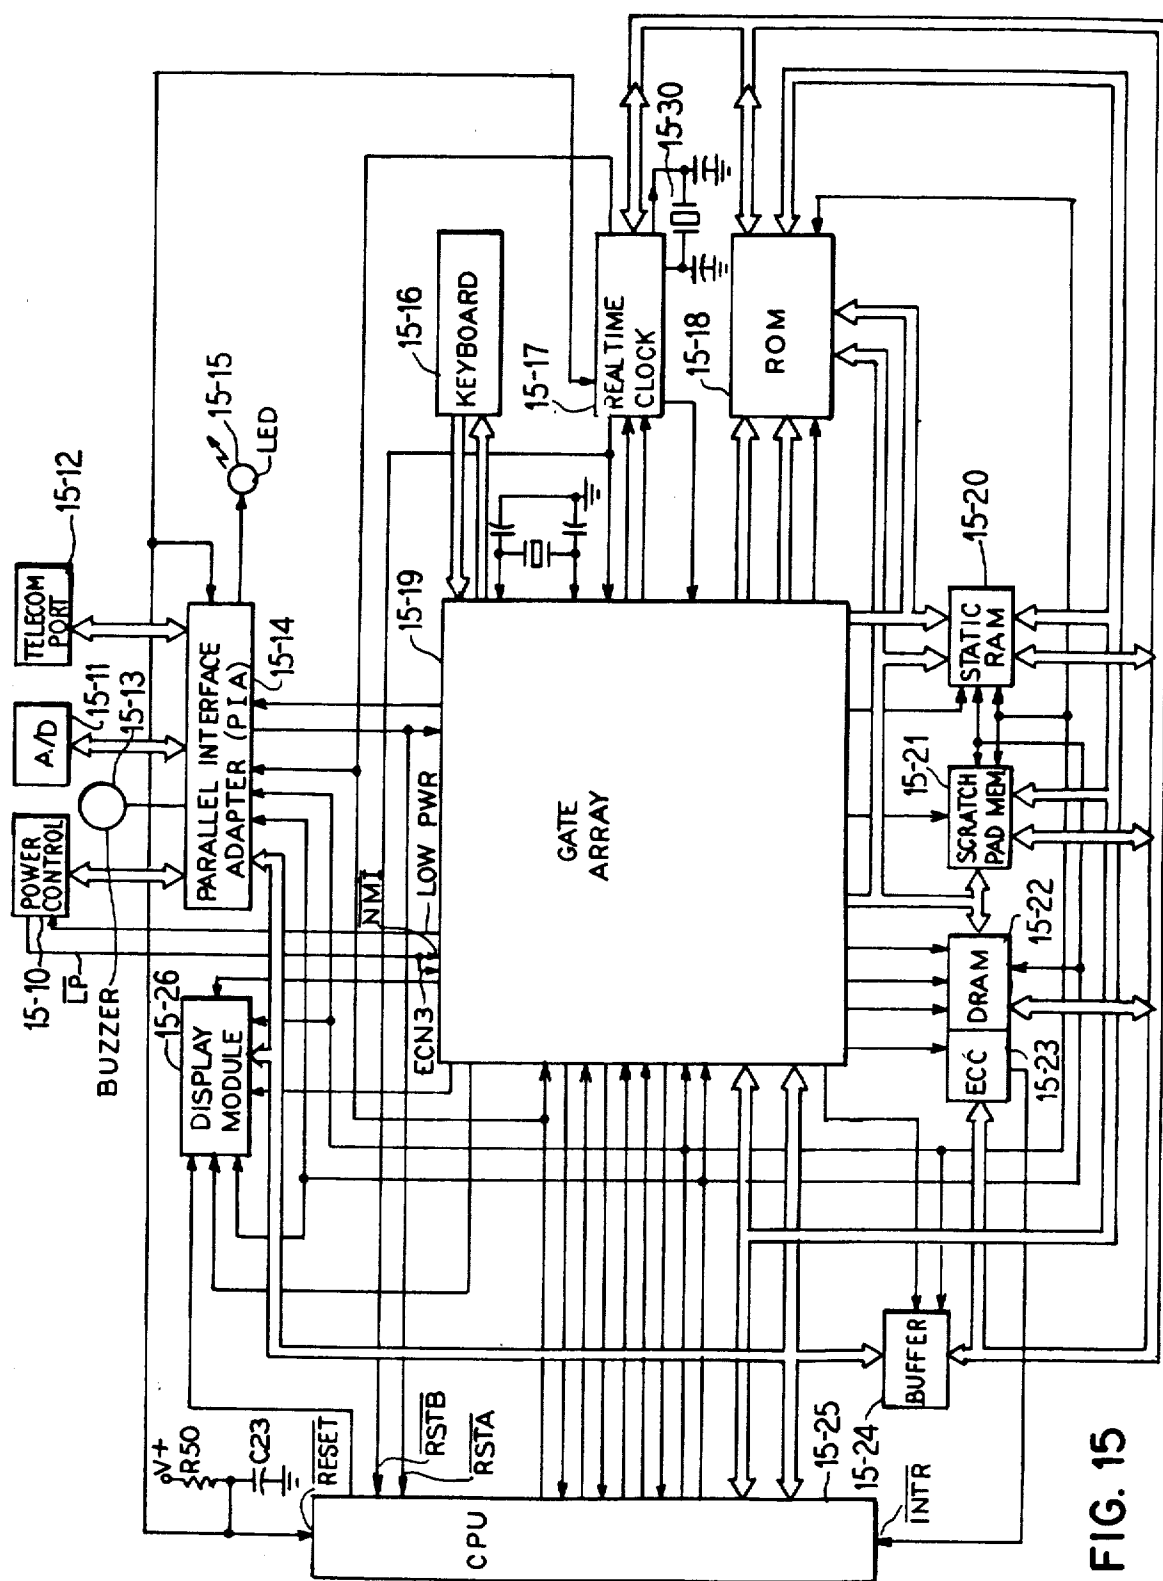 TELECOM
PORT
15-12
A/D
15-11
15-13
POWER
CONTROL
15-10
LP
BUZZER
15-26
DISPLAY
MODULE
PARALLEL INTERFACE
ADAPTER (PIA)
15-14
15-15
LED
15-16
KEYBOARD
15-17
REALTIME
CLOCK
15-30
15-18
ROM
15-19
GATE
ARRAY
LOW PWR
NMI
ECN3
15-20
STATIC
RAM
15-21
SCRATCH
PAD MEM
15-22
DRAM
ECC
15-23
V+
R50
C23
RESET
RSTB
RSTA
CPU
15-25
15-24
BUFFER
INTR
FIG. 15